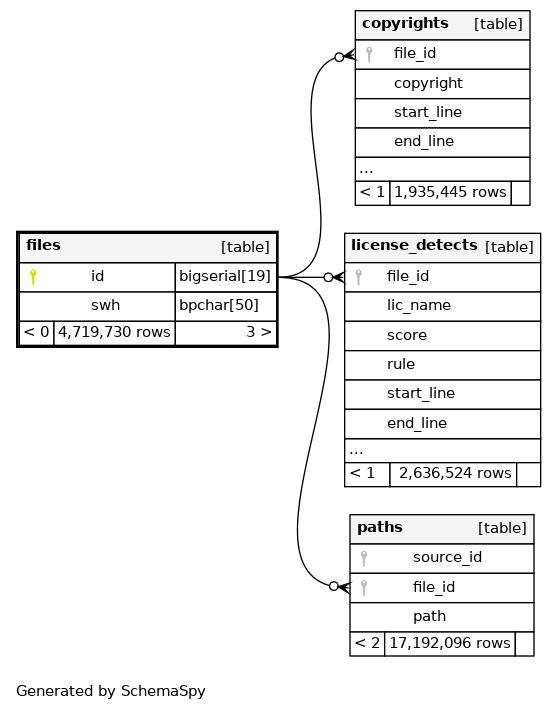 copyrights [table]
file_id
copyright
start_line
end_line
...
< 1 1,935,445 rows
files [table]
id bigserial[19]
swh bpchar[50]
< 0 4,719,730 rows 3 >
license_detects [table]
file_id
lic_name
score
rule
start_line
end_line
...
< 1 2,636,524 rows
paths [table]
source_id
file_id
path
< 2 17,192,096 rows
Generated by SchemaSpy